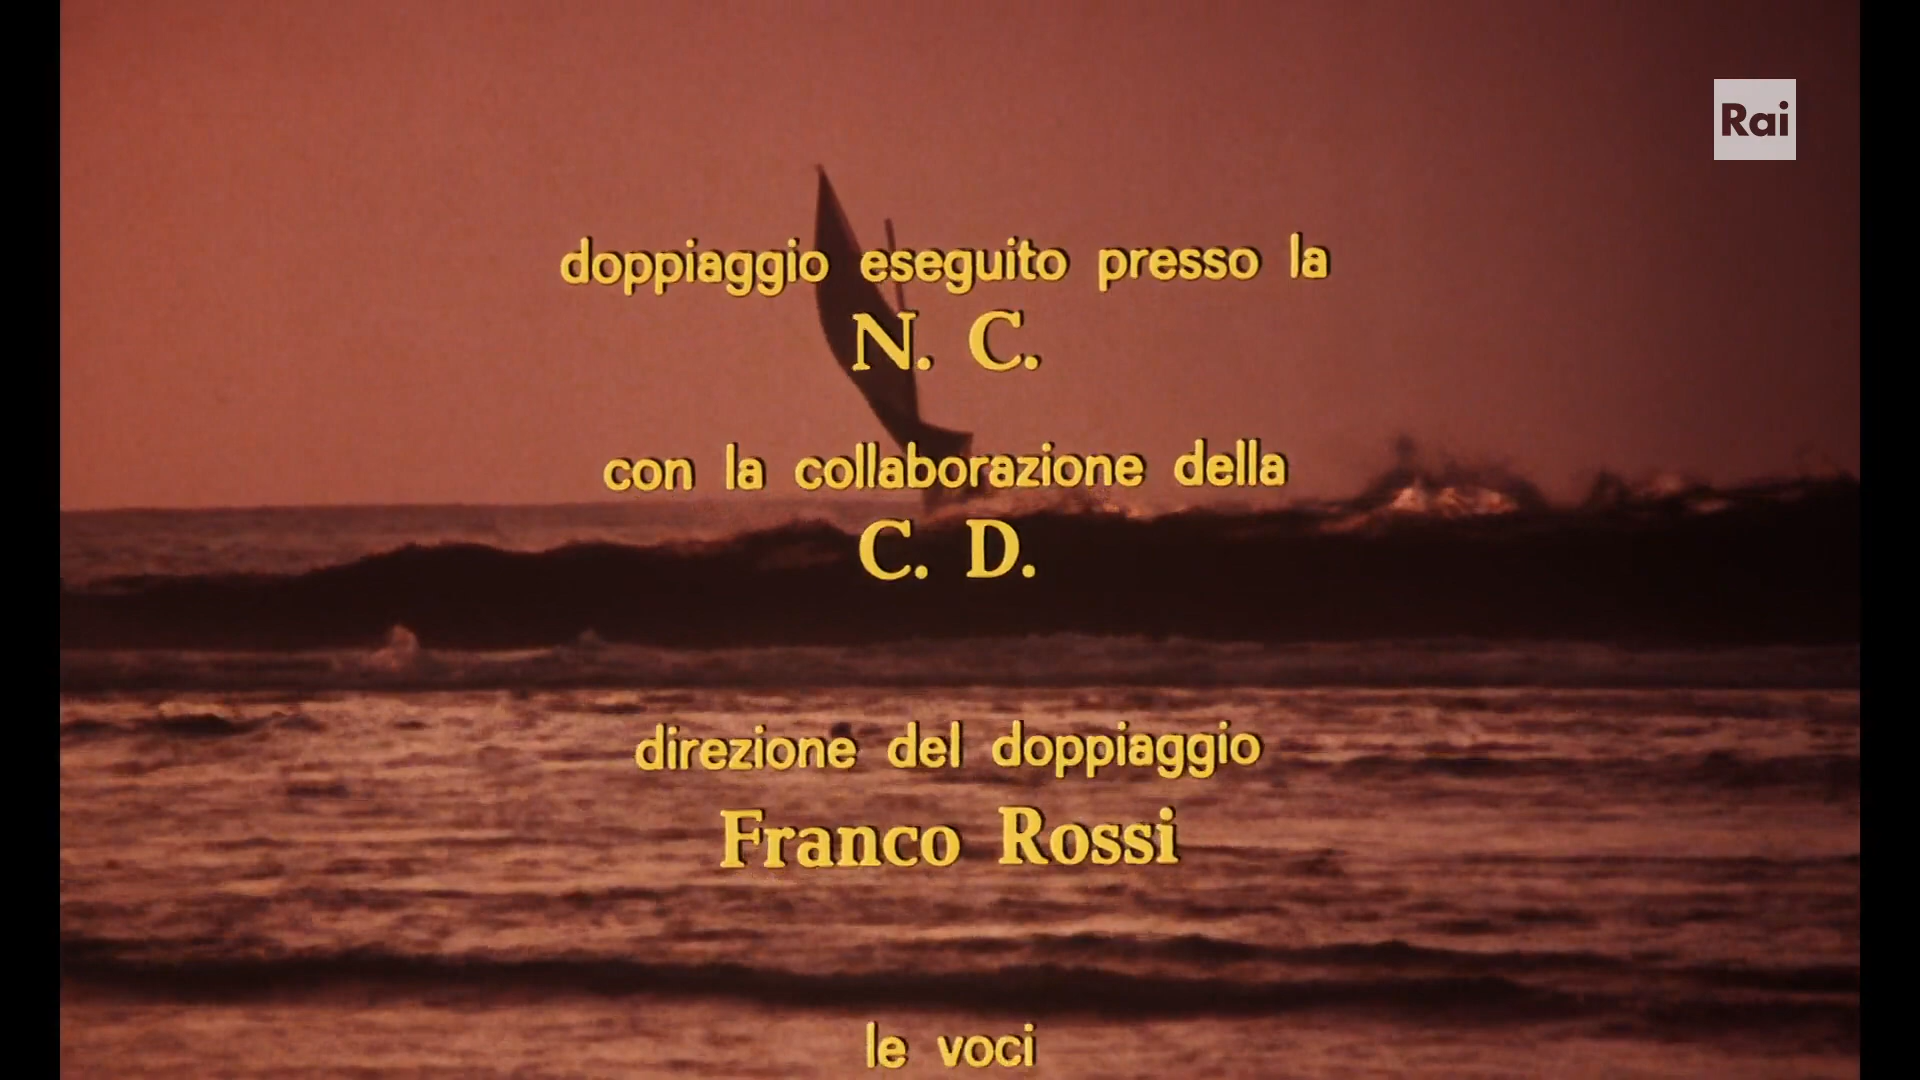 Rai
doppiaggio eseguito presso la
N. C.
con la collaborazione della
C. D.
direzione del doppiaggio
Franco Rossi
le voci